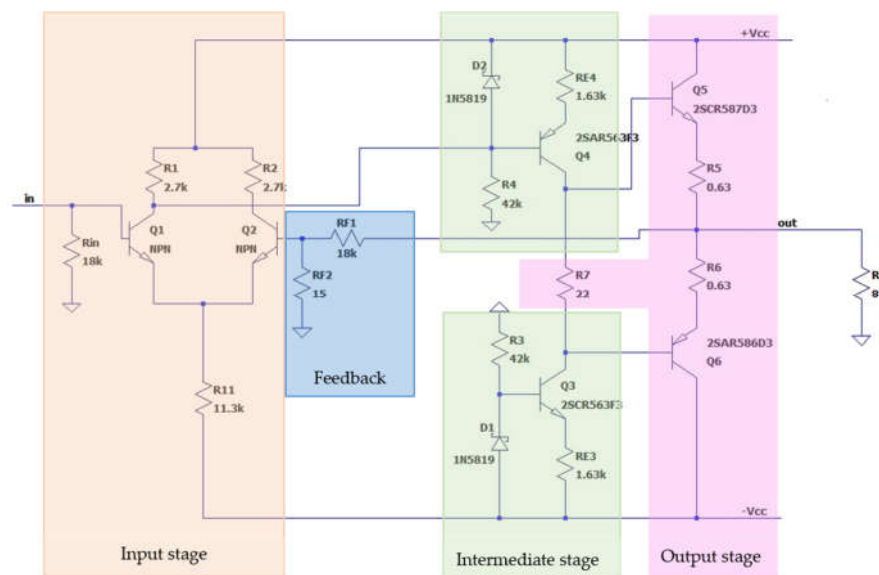 +Vcc
D2
1N5819
RE4
1.63k
Q5
2SCR587D3
2SAR563F3
Q4
R1
2.7k
R2
2.7k
R4
42k
R5
0.63
in
Q1
NPN
Q2
NPN
Rin
18k
RF1
18k
RF2
15
out
R7
22
R6
0.63
R
8
R3
42k
2SAR586D3
Q6
Feedback
R11
11.3k
Q3
2SCR563F3
D1
1N5819
RE3
1.63k
-Vcc
Input stage
Intermediate stage
Output stage